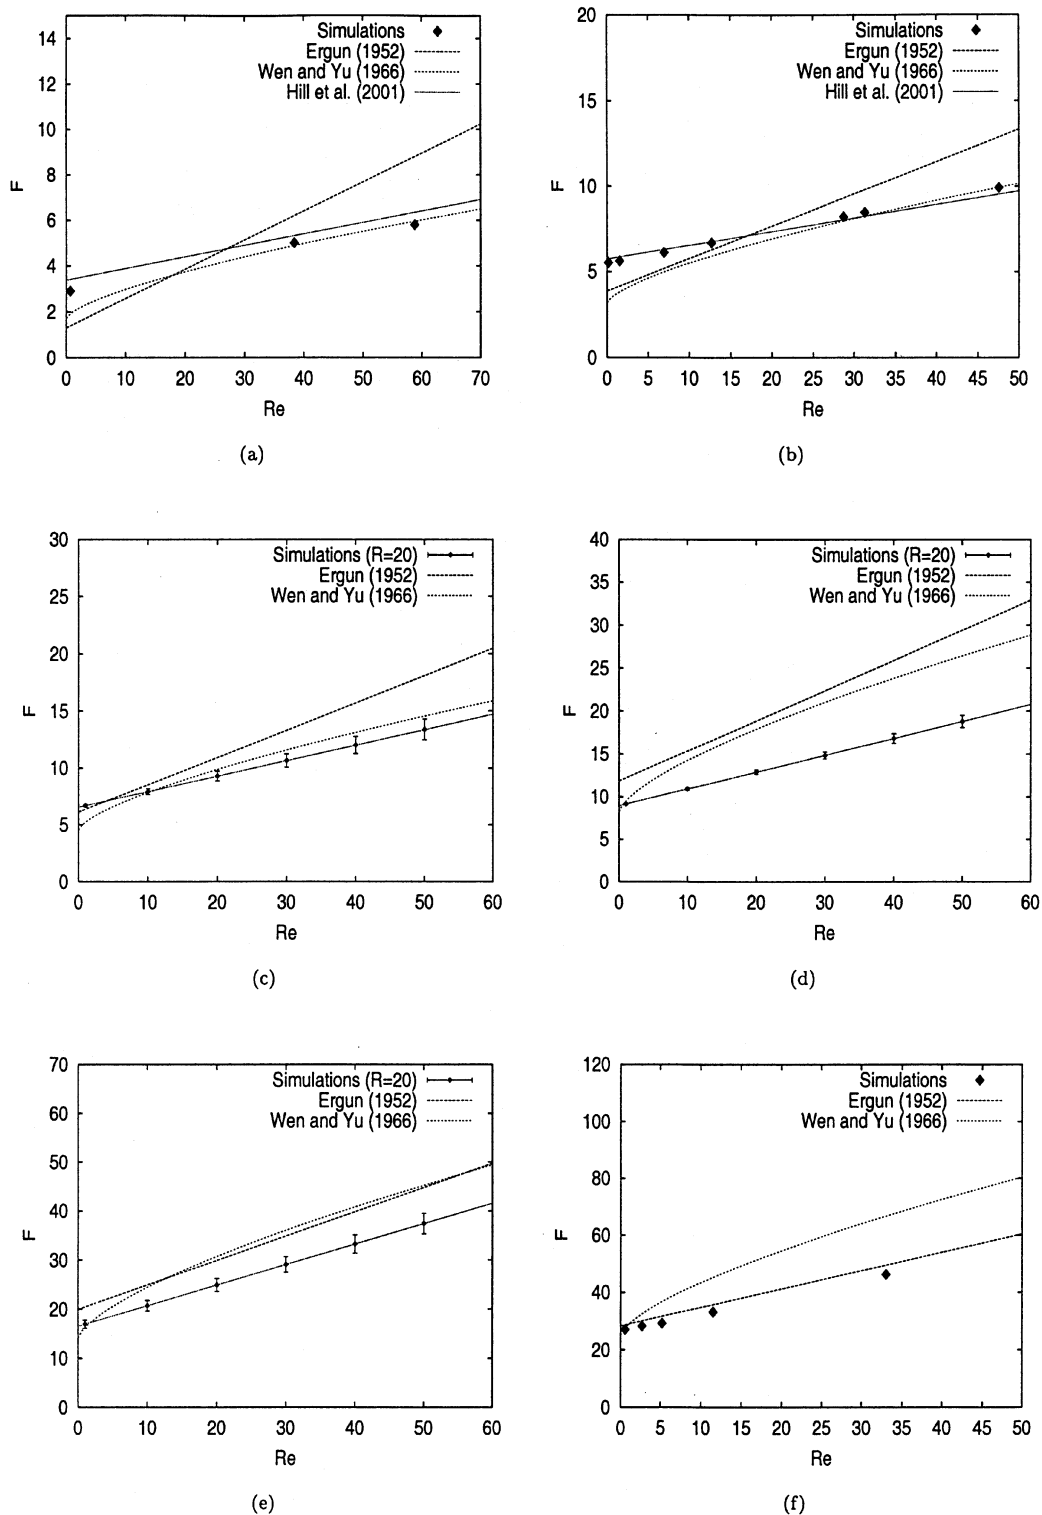 14
12
10
8
6
4
2
0
F
Simulations
Ergun (1952)
Wen and Yu (1966)
Hill et al. (2001)
0 10 20 30 40 50 60 70
Re
(a)
20
15
10
5
0
F
Simulations
Ergun (1952)
Wen and Yu (1966)
Hill et al. (2001)
0 5 10 15 20 25 30 35 40 45 50
Re
(b)
30
25
20
15
10
5
0
F
Simulations (R=20)
Ergun (1952)
Wen and Yu (1966)
0 10 20 30 40 50 60
Re
(c)
40
35
30
25
20
15
10
5
0
F
Simulations (R=20)
Ergun (1952)
Wen and Yu (1966)
0 10 20 30 40 50 60
Re
(d)
70
60
50
40
30
20
10
0
F
Simulations (R=20)
Ergun (1952)
Wen and Yu (1966)
0 10 20 30 40 50 60
Re
(e)
120
100
80
60
40
20
0
F
Simulations
Ergun (1952)
Wen and Yu (1966)
0 5 10 15 20 25 30 35 40 45 50
Re
(f)